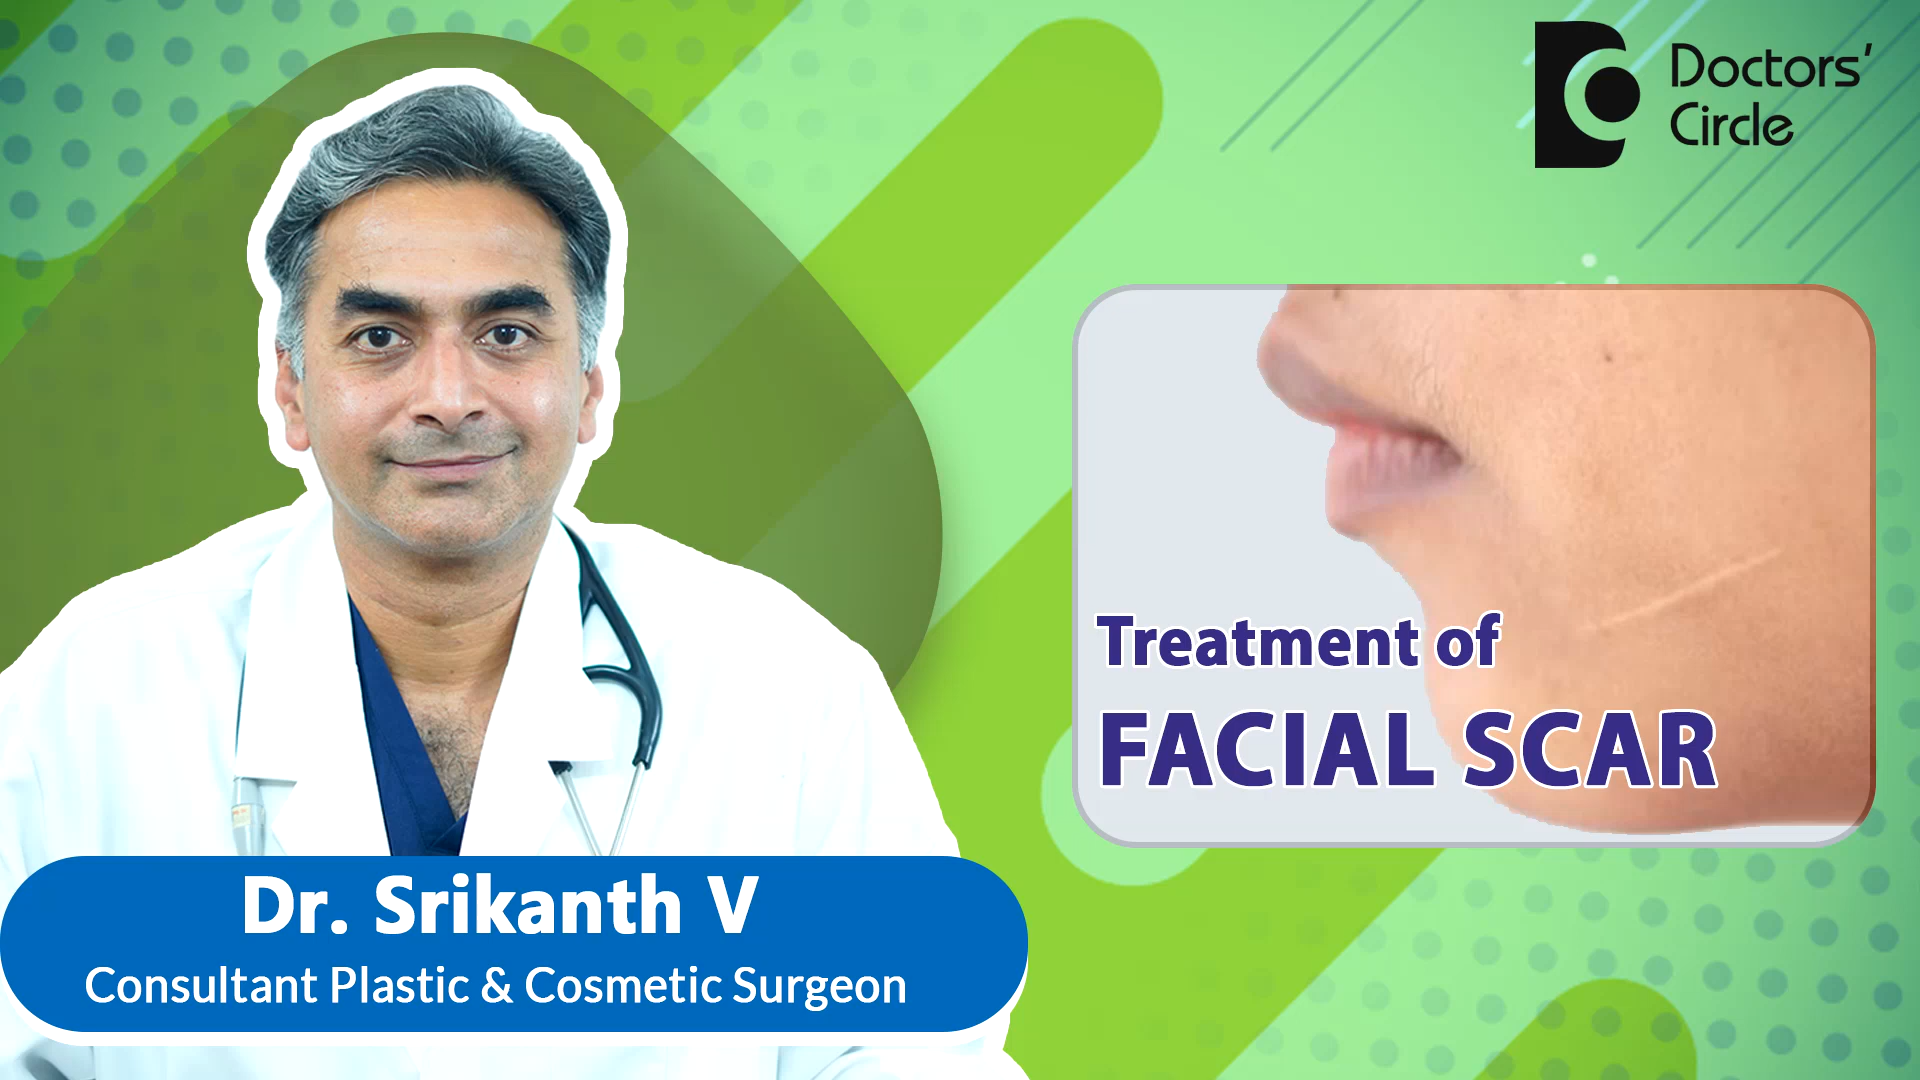 Doctors'
Circle
Treatment of
FACIAL SCAR
Dr. Srikanth V
Consultant Plastic & Cosmetic Surgeon